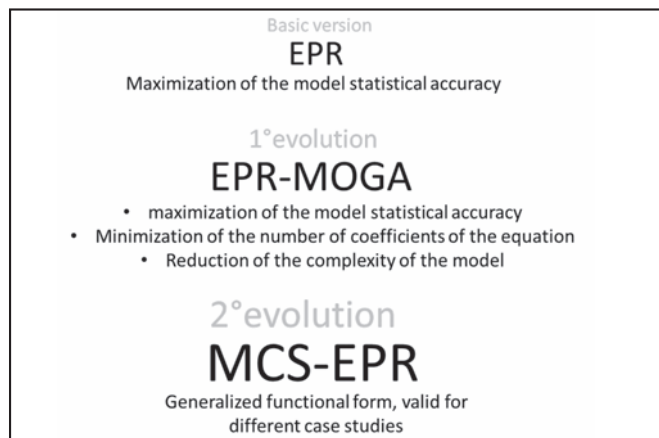 Basic version
EPR
Maximization of the model statistical accuracy
1°evolution
EPR-MOGA
• maximization of the model statistical accuracy
• Minimization of the number of coefficients of the equation
• Reduction of the complexity of the model
2°evolution
MCS-EPR
Generalized functional form, valid for
different case studies